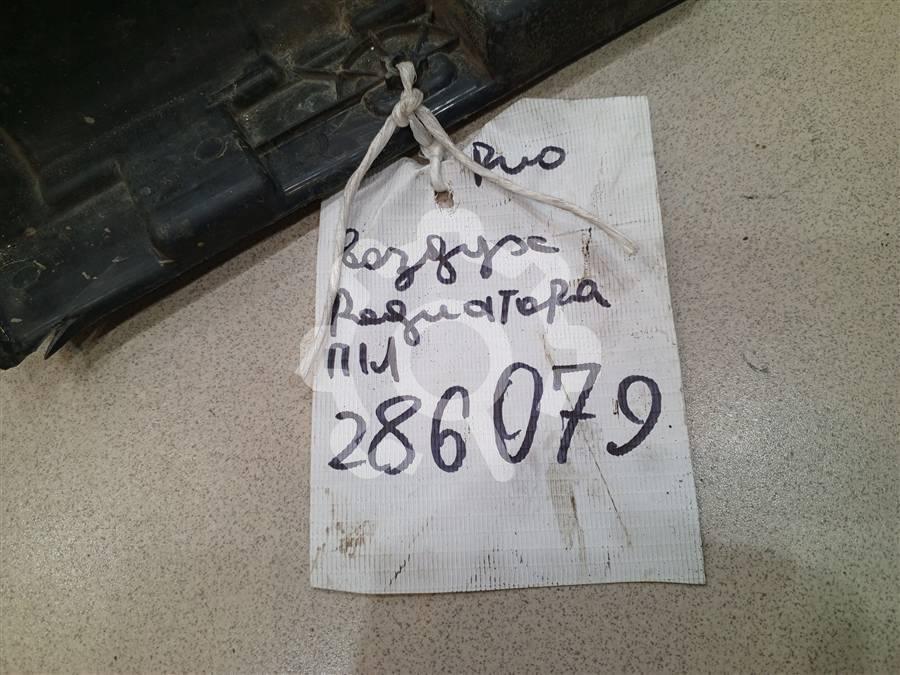 Рио
Воздухо
Радиатора
ПМ
286079